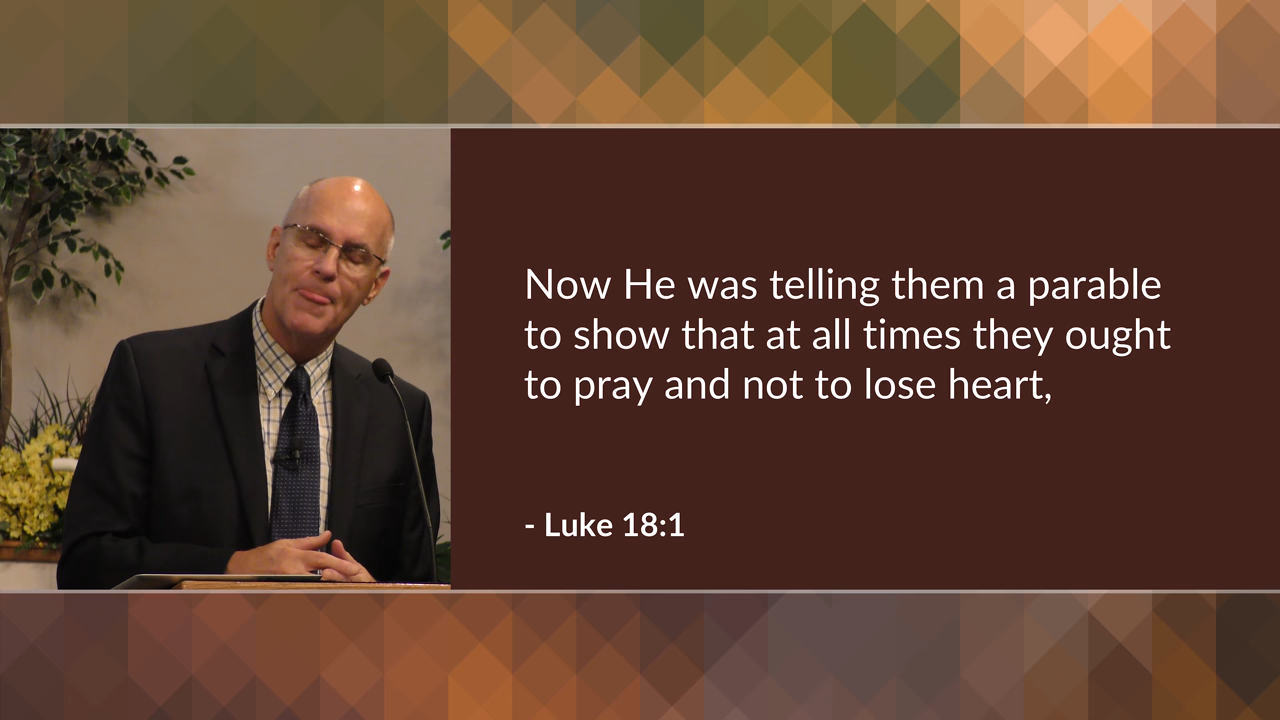 Now He was telling them a parable
to show that at all times they ought
to pray and not to lose heart,
- Luke 18:1